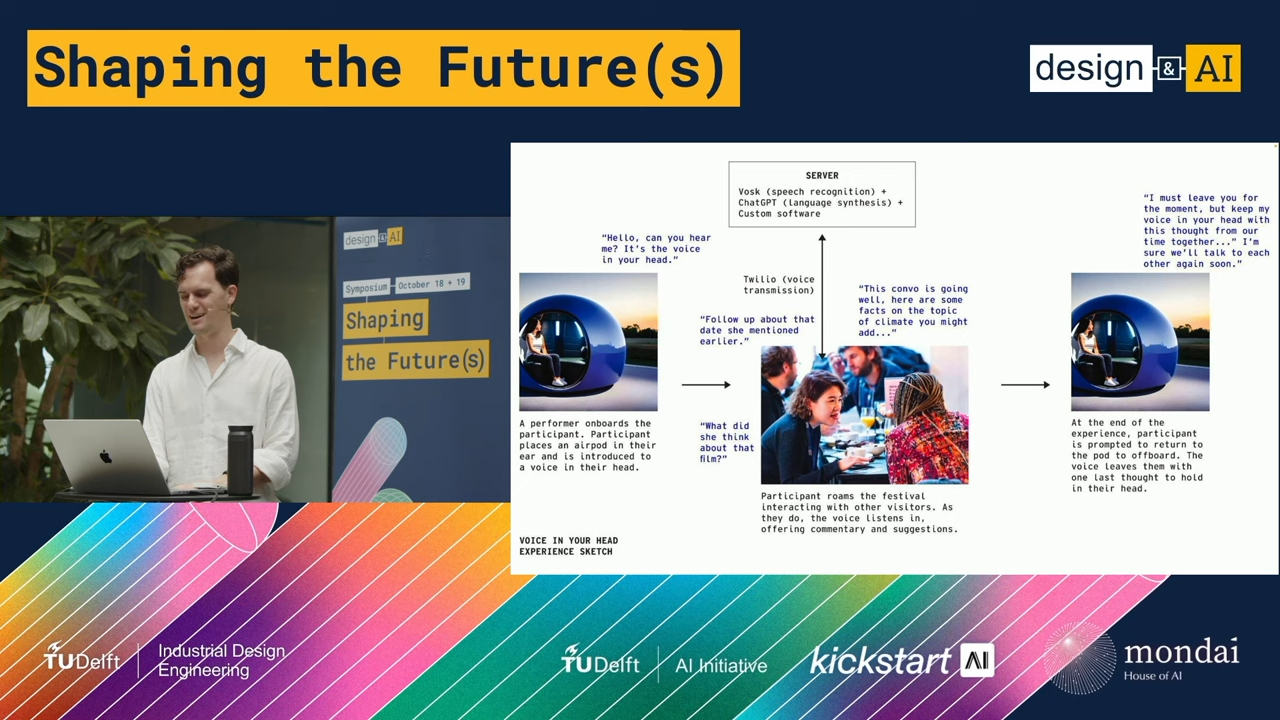 Shaping the Future(s)
design & AI
design & AI
Symposium October 18 + 19
Shaping
the Future(s)
SERVER
Vosk (speech recognition) +
ChatGPT (language synthesis) +
Custom software
“Hello, can you hear
me? It’s the voice
in your head.”
A performer onboards the
participant. Participant
places an airpod in their
ear and is introduced to
a voice in their head.
Twilio (voice
transmission)
“Follow up about that
date she mentioned
earlier.”
“This convo is going
well, here are some
facts on the topic
of climate you might
add...”
“What did
she think
about that
film?”
Participant roams the festival
interacting with other visitors. As
they do, the voice listens in,
offering commentary and suggestions.
“I must leave you for
the moment, but keep my
voice in your head with
this thought from our
time together...” I’m
sure we’ll talk to each
other again soon.”
At the end of the
experience, participant
is prompted to return to
the pod to offboard. The
voice leaves them with
one last thought to hold
in their head.
VOICE IN YOUR HEAD
EXPERIENCE SKETCH
TU Delft
Industrial Design
Engineering
TU Delft
AI Initiative
kickstart AI
mondai
House of AI